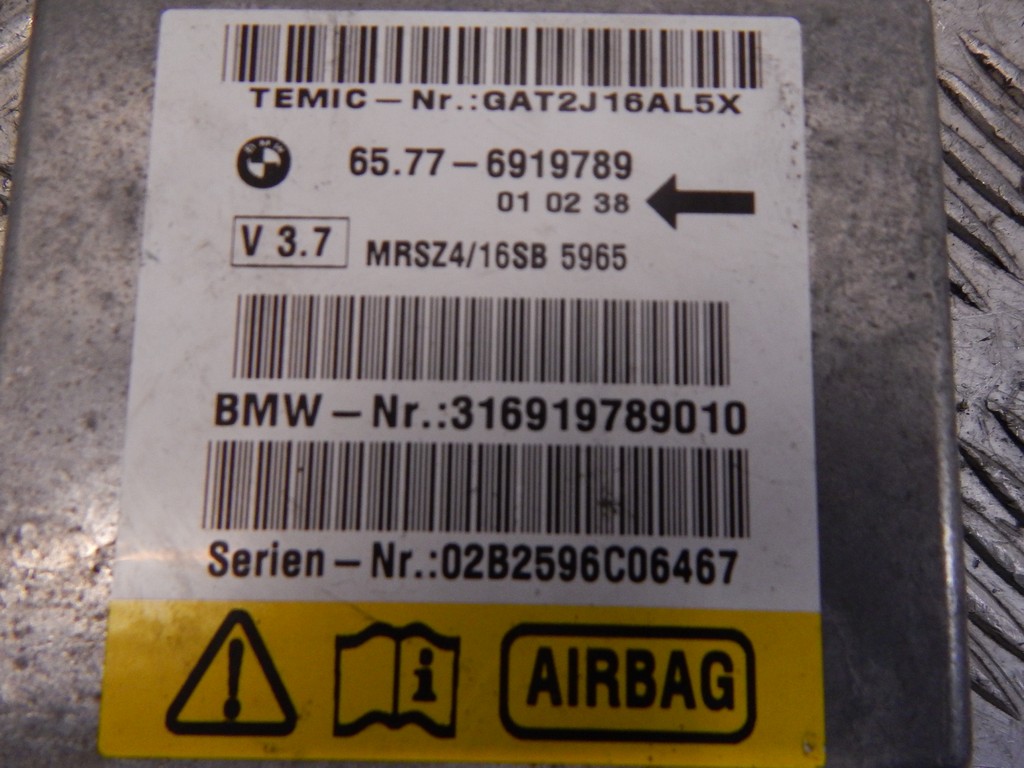 TEMIC – Nr.:GAT2J16AL5X
65.77 – 6919789
01 02 38
V 3.7
MRSZ4/16SB 5965
BMW – Nr.:316919789010
Serien – Nr.:02B2596C06467
i AIRBAG